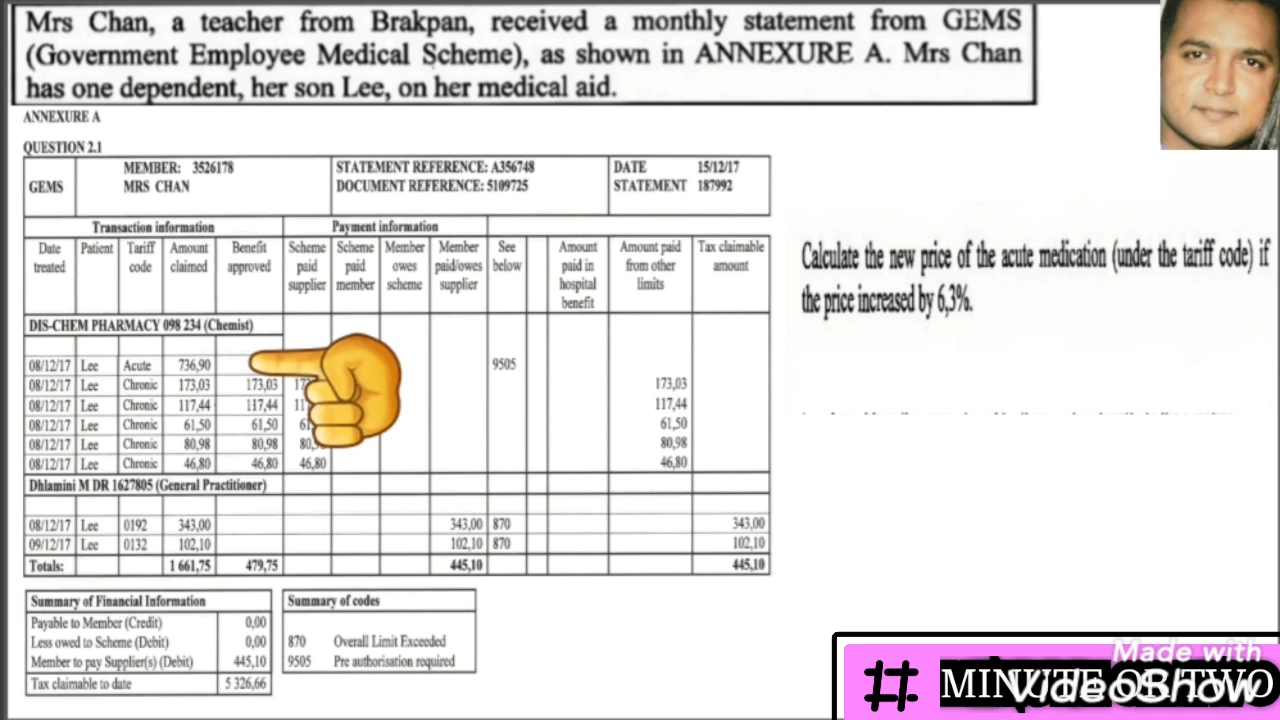 Mrs Chan, a teacher from Brakpan, received a monthly statement from GEMS
(Government Employee Medical Scheme), as shown in ANNEXURE A. Mrs Chan
has one dependent, her son Lee, on her medical aid.
ANNEXURE A
QUESTION 2.1
GEMS MEMBER: 3526178 MRS CHAN STATEMENT REFERENCE: A356748 DOCUMENT REFERENCE: 5109725 DATE 15/12/17 STATEMENT 187992
Transaction information Payment information
Date treated Patient Tariff code Amount claimed Benefit approved Scheme paid supplier Scheme paid member Member owes scheme Member paid/owes supplier See below Amount paid in hospital benefit Amount paid from other limits Tax claimable amount
DIS-CHEM PHARMACY 098 234 (Chemist)
08/12/17 Lee Acute 736,90 9505
08/12/17 Lee Chronic 173,03 173,03 173,03
08/12/17 Lee Chronic 117,44 117,44 117,44
08/12/17 Lee Chronic 61,50 61,50 61,50
08/12/17 Lee Chronic 80,98 80,98 80,98
08/12/17 Lee Chronic 46,80 46,80 46,80 46,80
Dhlamini M DR 1627805 (General Practitioner)
08/12/17 Lee 0192 343,00 343,00 870 343,00
09/12/17 Lee 0132 102,10 102,10 870 102,10
Totals: 1 661,75 479,75 445,10 445,10
Summary of Financial Information
Payable to Member (Credit) 0,00
Less owed to Scheme (Debit) 0,00
Member to pay Supplier(s) (Debit) 445,10
Tax claimable to date 5 326,66
Summary of codes
870 Overall Limit Exceeded
9505 Pre authorisation required
Calculate the new price of the acute medication (under the tariff code) if
the price increased by 6,3%.
Made with
VideoShow
# MINUTE OR TWO